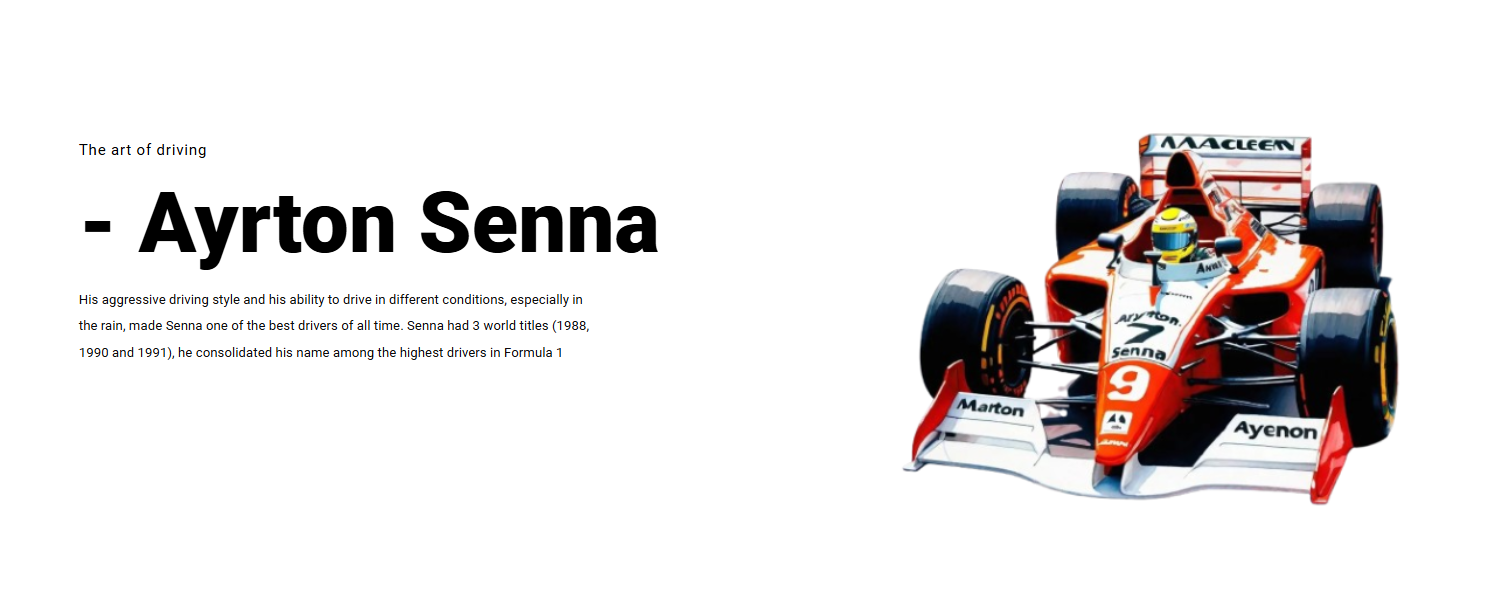 The art of driving
- Ayrton Senna
His aggressive driving style and his ability to drive in different conditions, especially in
the rain, made Senna one of the best drivers of all time. Senna had 3 world titles (1988,
1990 and 1991), he consolidated his name among the highest drivers in Formula 1
MACLEEN
7
Senna
9
Marton
Ayenon